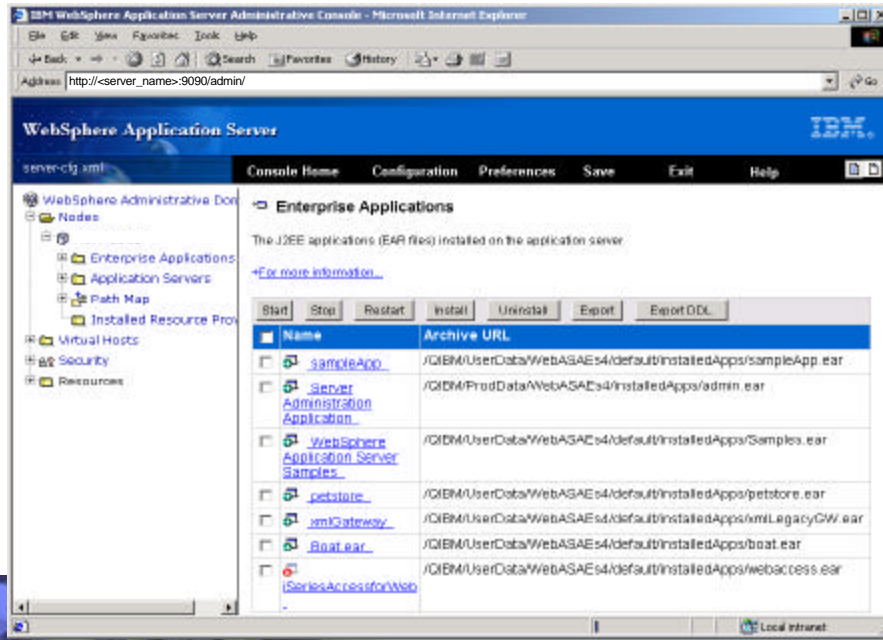 IBM WebSphere Application Server Administrative Console - Microsoft Internet Explorer
File Edit View Favorites Tools Help
Back Search Favorites History
Address http://<server_name>:9090/admin/ Go
WebSphere Application Server
IBM.
server-cfg.xml
Console Home Configuration Preferences Save Exit Help
WebSphere Administrative Don
Nodes
Enterprise Applications
Application Servers
Path Map
Installed Resource Prov
Virtual Hosts
Security
Resources
Enterprise Applications
The J2EE applications (EAR files) installed on the application server
For more information...
Start Stop Restart Install Uninstall Export Export DDL
Name Archive URL
sampleApp /QIBM/UserData/WebASAEs4/default/installedApps/sampleApp.ear
Server Administration Application /QIBM/ProdData/WebASAEs4/installedApps/admin.ear
WebSphere Application Server Samples /QIBM/UserData/WebASAEs4/default/installedApps/Samples.ear
petstore /QIBM/UserData/WebASAEs4/default/installedApps/petstore.ear
xmlGateway /QIBM/UserData/WebASAEs4/default/installedApps/xmlLegacyGW.ear
Boat.ear /QIBM/UserData/WebASAEs4/default/installedApps/boat.ear
iSeriesAccessforWeb /QIBM/UserData/WebASAEs4/default/installedApps/webaccess.ear
Local intranet